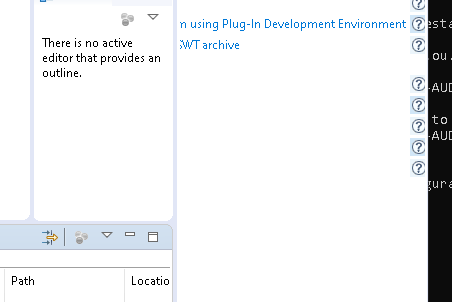 There is no active
editor that provides an
outline.
n using Plug-In Development Environment
SWT archive
esta
ou.
-AUD
to
-AUD
gura
Path
Locatio